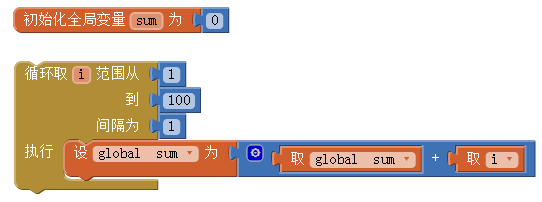 初始化全局变量 sum 为 0
循环取 i 范围从 1
到 100
间隔为 1
执行 设 global sum 为 取 global sum + 取 i